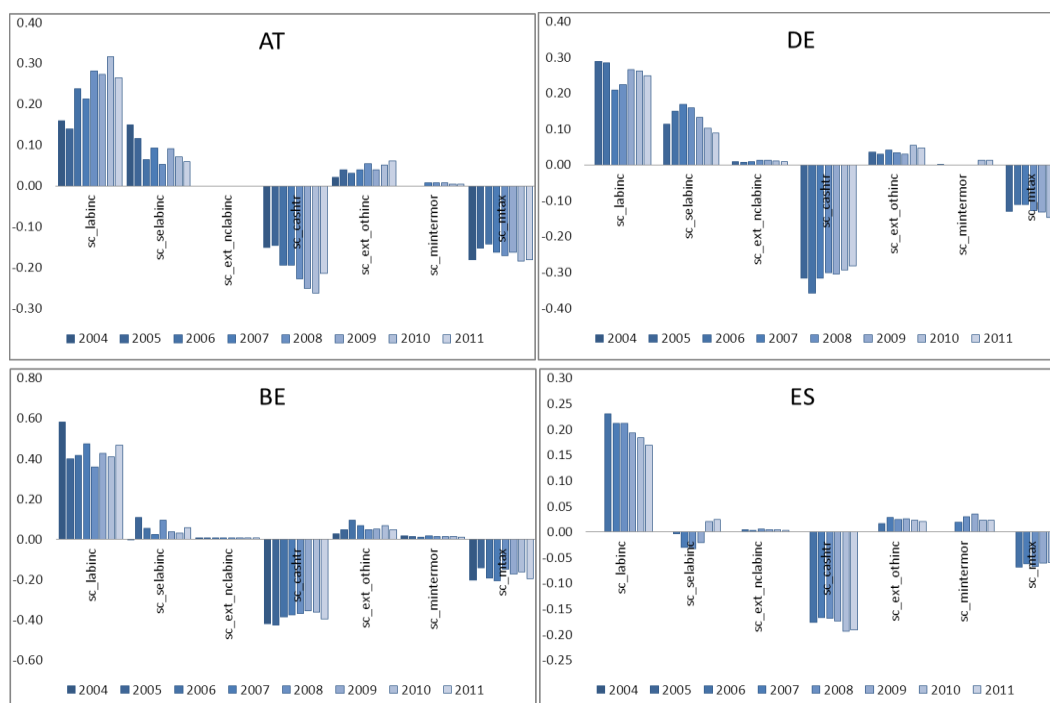 AT
0.40
0.30
0.20
0.10
0.00
-0.10
-0.20
-0.30
sc_labinc
sc_selabinc
sc_ext_nclabinc
sc_cashtr
sc_ext_othinc
sc_mintermor
sc_mtax
2004 2005 2006 2007 2008 2009 2010 2011
DE
0.40
0.30
0.20
0.10
0.00
-0.10
-0.20
-0.30
-0.40
sc_labinc
sc_selabinc
sc_ext_nclabinc
sc_cashtr
sc_ext_othinc
sc_mintermor
sc_mtax
2004 2005 2006 2007 2008 2009 2010 2011
BE
0.80
0.60
0.40
0.20
0.00
-0.20
-0.40
-0.60
sc_labinc
sc_selabinc
sc_ext_nclabinc
sc_cashtr
sc_ext_othinc
sc_mintermor
sc_mtax
2004 2005 2006 2007 2008 2009 2010 2011
ES
0.30
0.25
0.20
0.15
0.10
0.05
0.00
-0.05
-0.10
-0.15
-0.20
-0.25
sc_labinc
sc_selabinc
sc_ext_nclabinc
sc_cashtr
sc_ext_othinc
sc_mintermor
sc_mtax
2004 2005 2006 2007 2008 2009 2010 2011